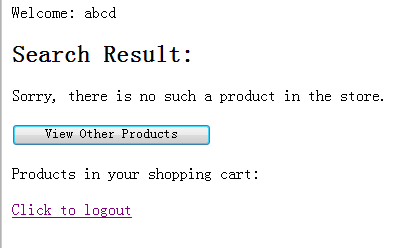 Welcome: abcd
Search Result:
Sorry, there is no such a product in the store.
View Other Products
Products in your shopping cart:
Click to logout